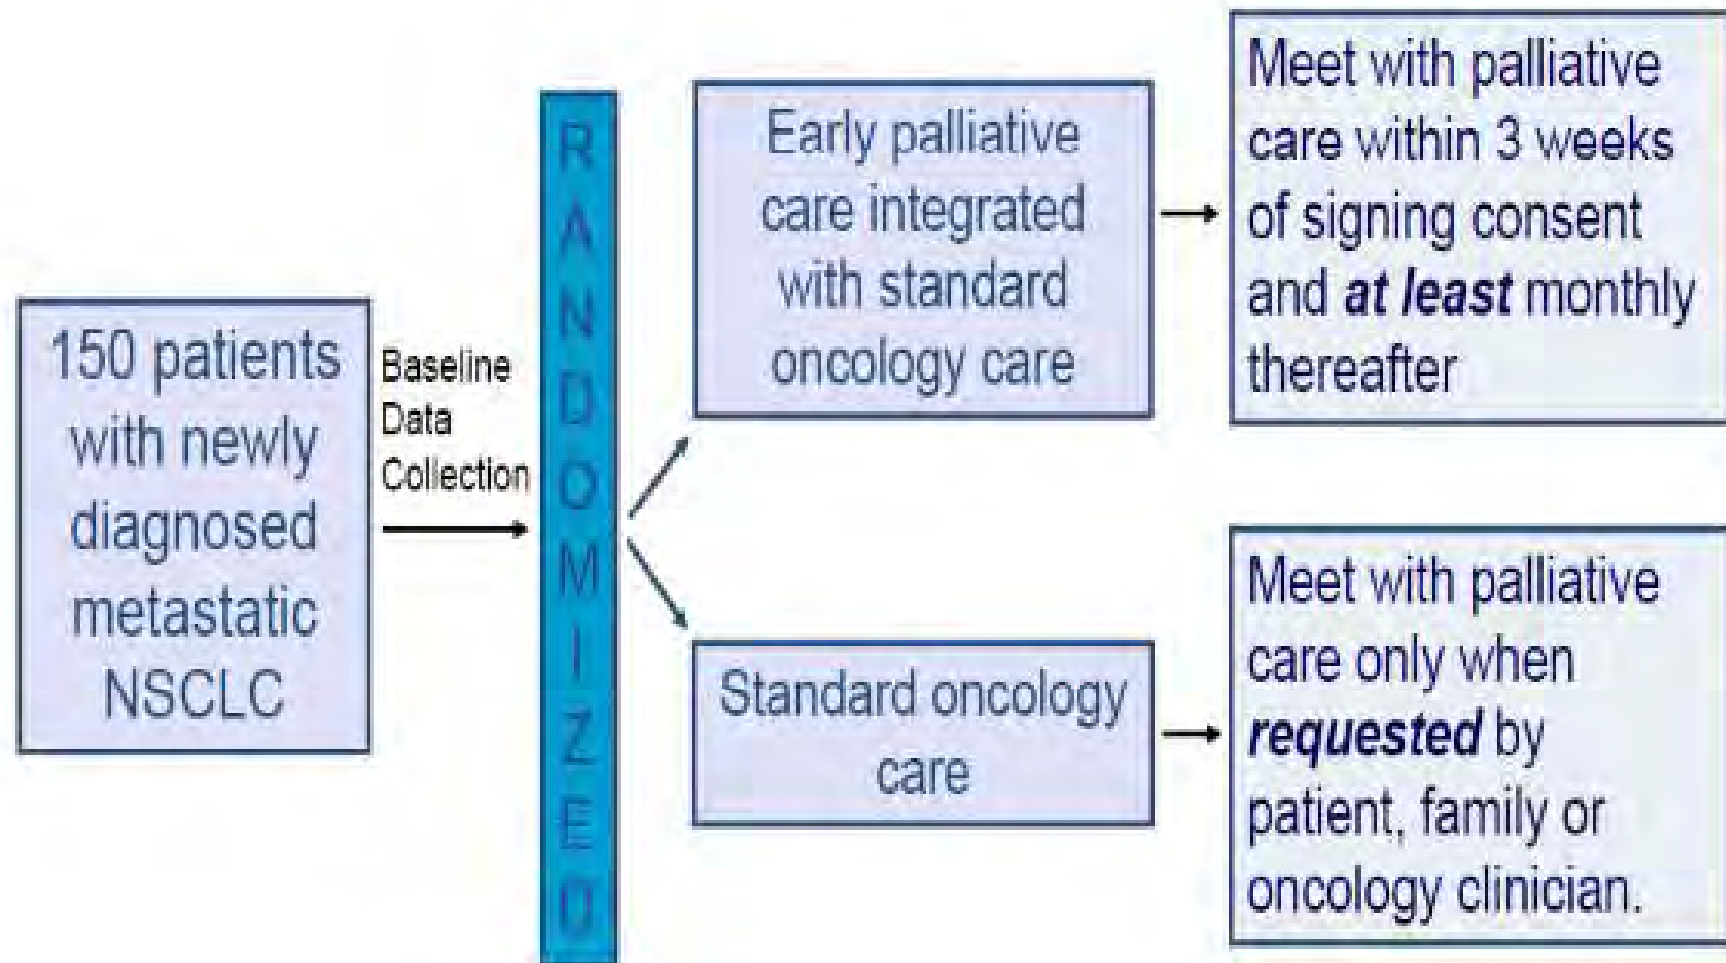 150 patients
with newly
diagnosed
metastatic
NSCLC
Baseline
Data
Collection
RANDOMIZED
Early palliative
care integrated
with standard
oncology care
Meet with palliative
care within 3 weeks
of signing consent
and at least monthly
thereafter
Standard oncology
care
Meet with palliative
care only when
requested by
patient, family or
oncology clinician.